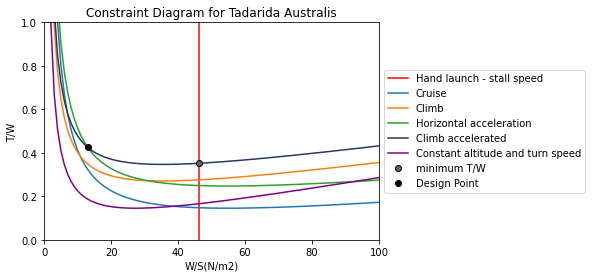 Constraint Diagram for Tadarida Australis
1.0
0.8
0.6
0.4
0.2
0.0
T/W
0 20 40 60 80 100
W/S(N/m2)
Hand launch - stall speed
Cruise
Climb
Horizontal acceleration
Climb accelerated
Constant altitude and turn speed
minimum T/W
Design Point